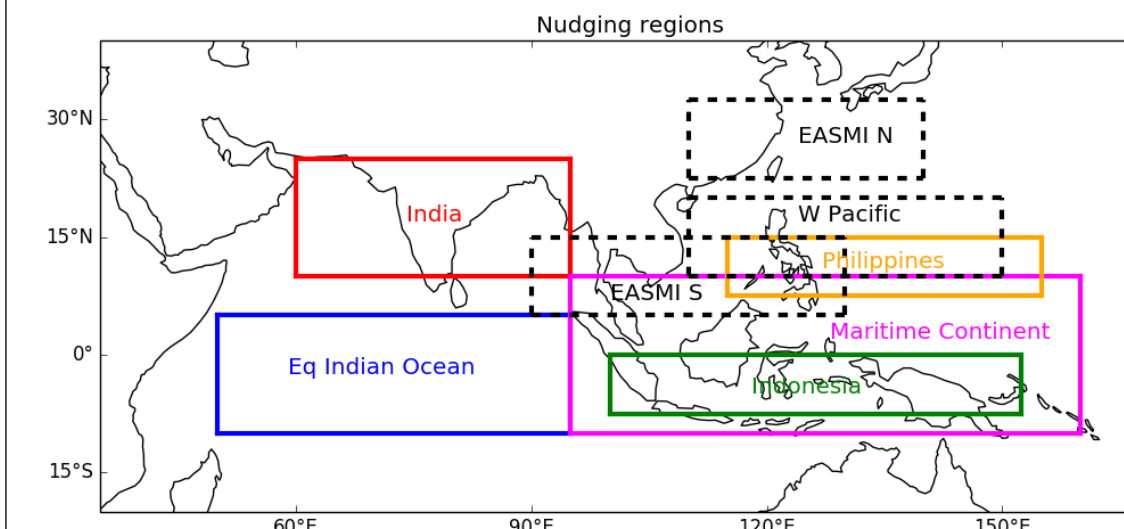 Nudging regions
30°N
EASMI N
India
W Pacific
15°N
Philippines
EASMI S
Maritime Continent
0°
Eq Indian Ocean
Indonesia
15°S
60°E
90°E
120°E
150°E